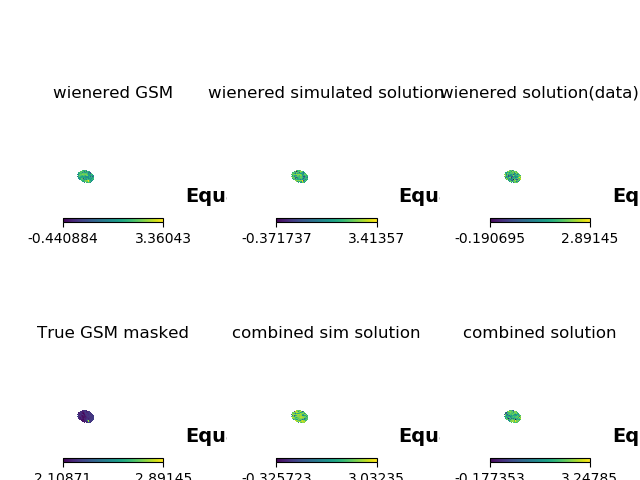 wienered GSM
wienered simulated solution
wienered solution(data)
Equ
Equ
Eq
-0.440884 3.36043
-0.371737 3.41357
-0.190695 2.89145
True GSM masked
combined sim solution
combined solution
Equ
Equ
Eq
2.10871 2.89145
-0.325723 3.03235
-0.177353 3.24785